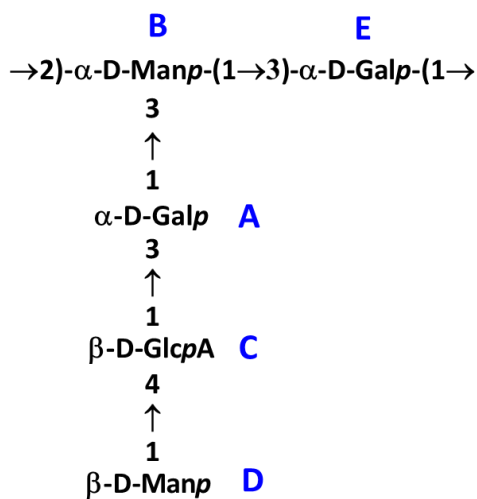 B E
→2)-α-D-Manp-(1→3)-α-D-Galp-(1→
3
↑
1
α-D-Galp A
3
↑
1
β-D-GlcpA C
4
↑
1
β-D-Manp D